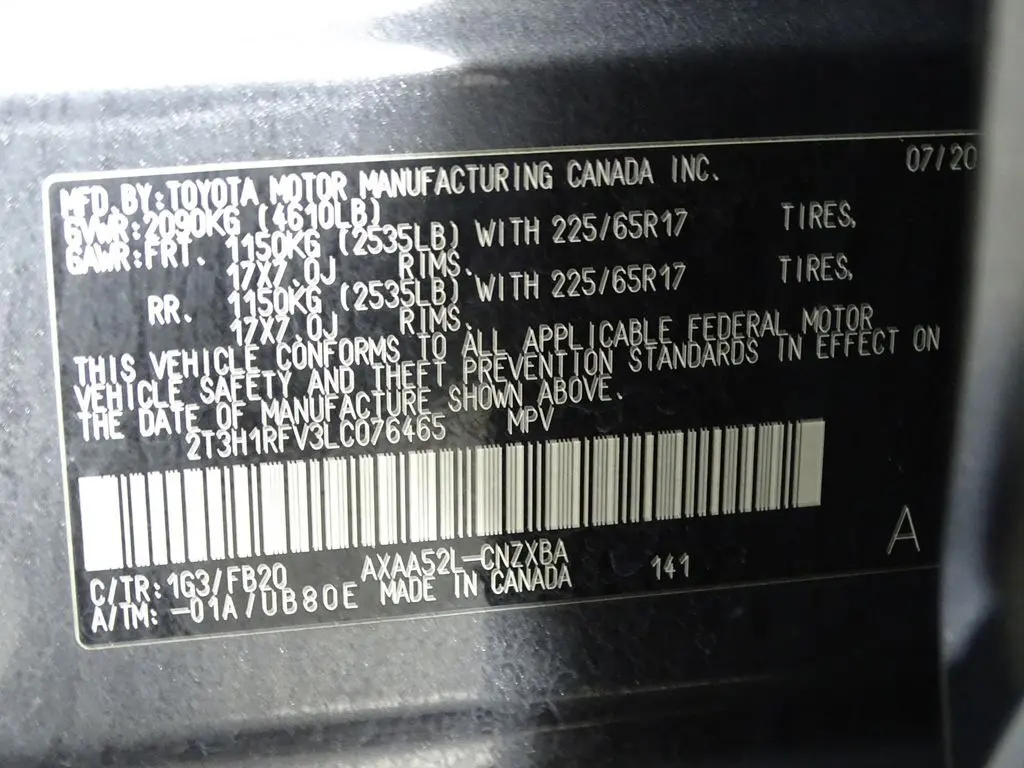 MFD.BY:TOYOTA MOTOR MANUFACTURING CANADA INC. 07/20
GVWR:2090KG (4610LB)
GAWR:FRT. 1150KG (2535LB) WITH 225/65R17 TIRES,
17X7.0J RIMS.
RR. 1150KG (2535LB) WITH 225/65R17 TIRES,
17X7.0J RIMS.
THIS VEHICLE CONFORMS TO ALL APPLICABLE FEDERAL MOTOR
VEHICLE SAFETY AND THEFT PREVENTION STANDARDS IN EFFECT ON
THE DATE OF MANUFACTURE SHOWN ABOVE.
2T3H1RFV3LC076465 MPV
A
C/TR:1G3/FB20 AXAA52L-CNZXBA 141
A/TM:-01A/UB80E MADE IN CANADA